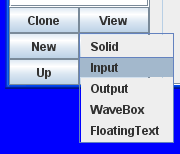 Clone View
New Solid
Input
Up Output
WaveBox
FloatingText